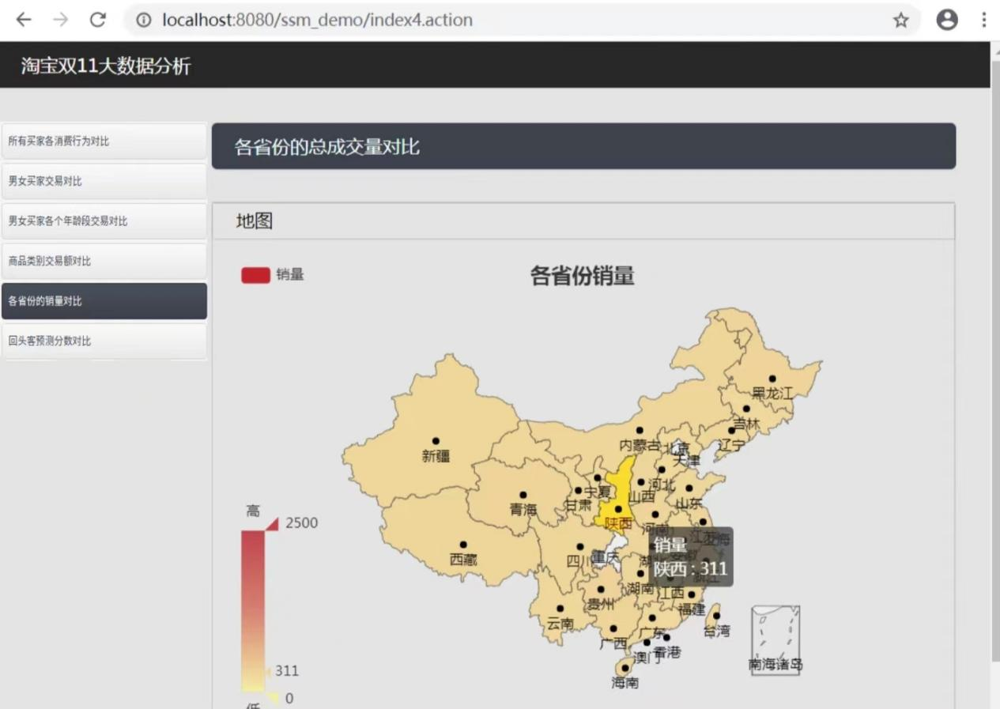 localhost:8080/ssm_demo/index4.action
淘宝双11大数据分析
所有买家各消费行为对比
男女买家交易对比
男女买家各个年龄段交易对比
商品类别交易额对比
各省份的销量对比
回头客预测分数对比
各省份的总成交量对比
地图
销量
各省份销量
黑龙江
吉林
辽宁
内蒙古
北京
天津
新疆
宁夏
河北
山西
山东
甘肃
青海
陕西
河南
江苏
上海
西藏
四川
重庆
销量
陕西 : 311
湖南
江西
贵州
福建
云南
广东
台湾
广西
澳门
香港
海南
南海诸岛
高
2500
311
0